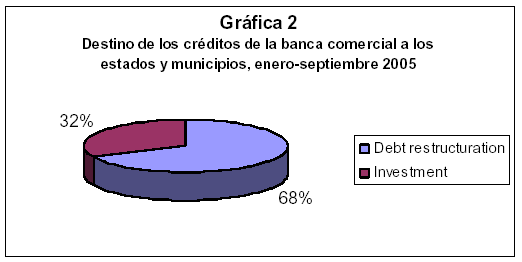 Gráfica 2
Destino de los créditos de la banca comercial a los
estados y municipios, enero-septiembre 2005
32%
68%
Debt restructuration
Investment